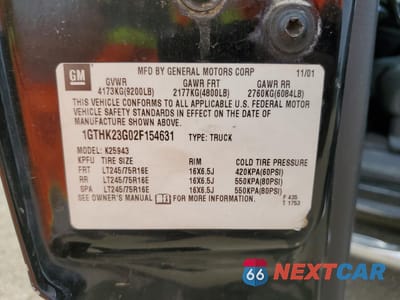 GM
MFD BY GENERAL MOTORS CORP 11/01
GVWR GAWR FRT GAWR RR
4173KG(9200LB) 2177KG(4800LB) 2760KG(6084LB)
THIS VEHICLE CONFORMS TO ALL APPLICABLE U.S. FEDERAL MOTOR
VEHICLE SAFETY STANDARDS IN EFFECT ON THE DATE OF
MANUFACTURE SHOWN ABOVE.
1GTHK23G02F154631 TYPE: TRUCK
MODEL: K25943
KPFU TIRE SIZE RIM COLD TIRE PRESSURE
FRT LT245/75R16E 16X6.5J 420KPA(60PSI)
RR LT245/75R16E 16X6.5J 550KPA(80PSI)
SPA LT245/75R16E 16X6.5J 550KPA(80PSI)
SEE OWNER'S MANUAL FOR MORE INFORMATION.
F 435
T 1753
66 NEXTCAR